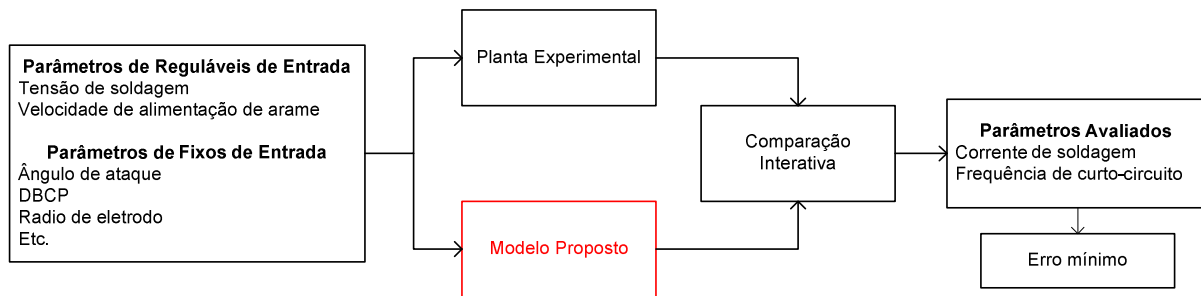 Parâmetros de Reguláveis de Entrada
Tensão de soldagem
Velocidade de alimentação de arame
Parâmetros de Fixos de Entrada
Ângulo de ataque
DBCP
Radio de eletrodo
Etc.
Planta Experimental
Modelo Proposto
Comparação
Interativa
Parâmetros Avaliados
Corrente de soldagem
Frequência de curto-circuito
Erro mínimo